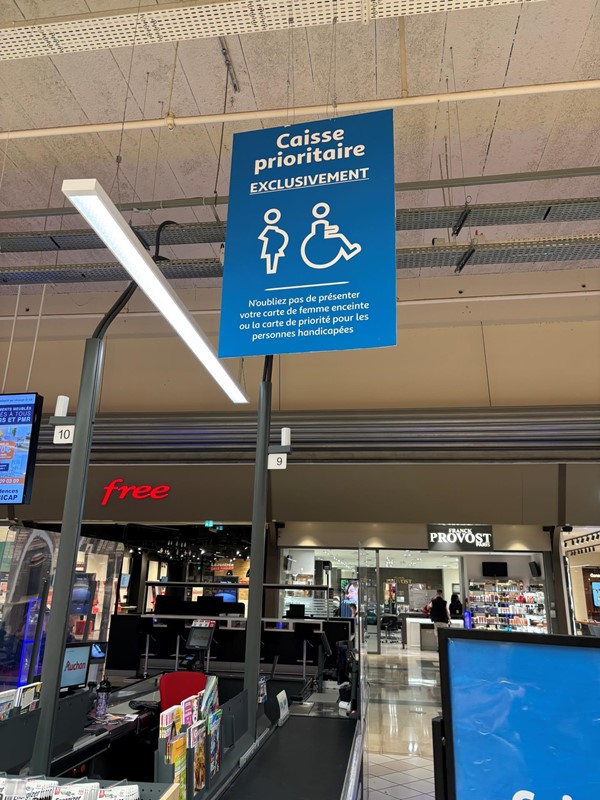 Caisse
prioritaire
EXCLUSIVEMENT
N'oubliez pas de présenter
votre carte de femme enceinte
ou la carte de priorité pour les
personnes handicapées
10
9
free
FRANCK
PROVOST
PARIS
Auchan